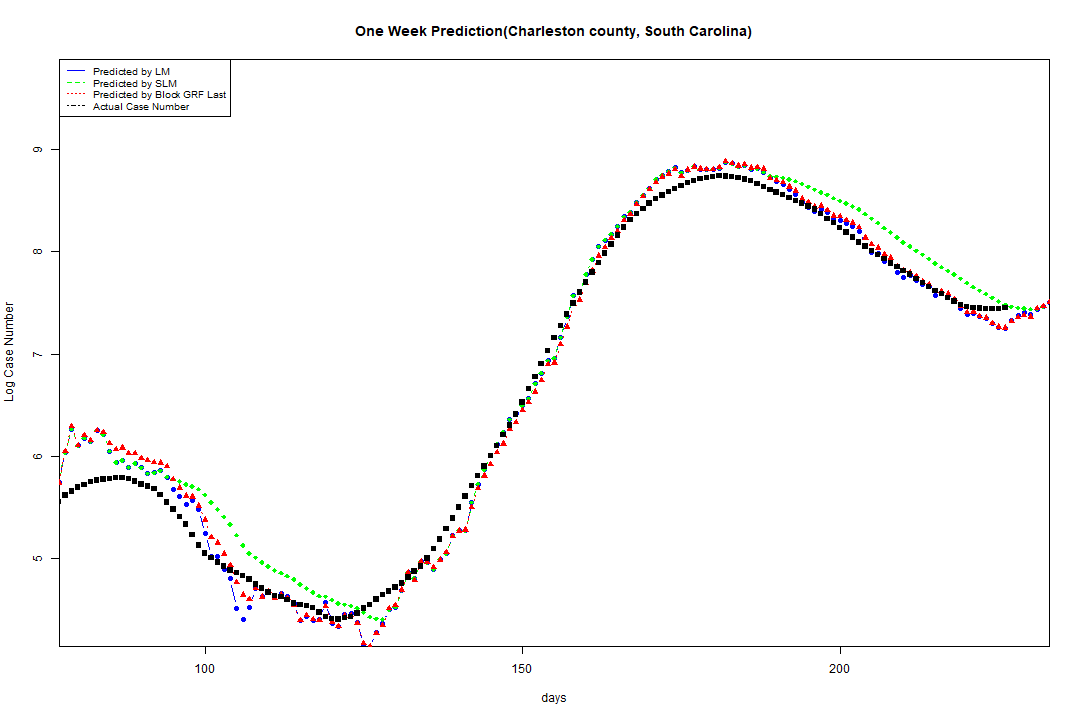 One Week Prediction(Charleston county, South Carolina)
Predicted by LM
Predicted by SLM
Predicted by Block GRF Last
Actual Case Number
9
8
7
6
5
Log Case Number
100 150 200
days